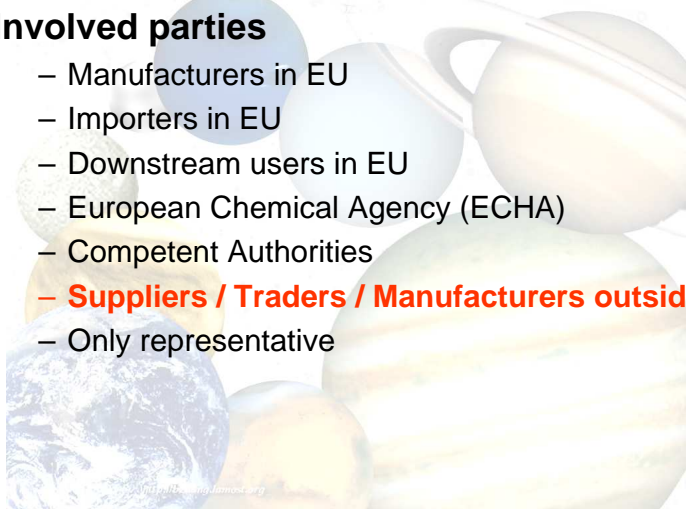 nvolved parties
– Manufacturers in EU
– Importers in EU
– Downstream users in EU
– European Chemical Agency (ECHA)
– Competent Authorities
– Suppliers / Traders / Manufacturers outsid
– Only representative